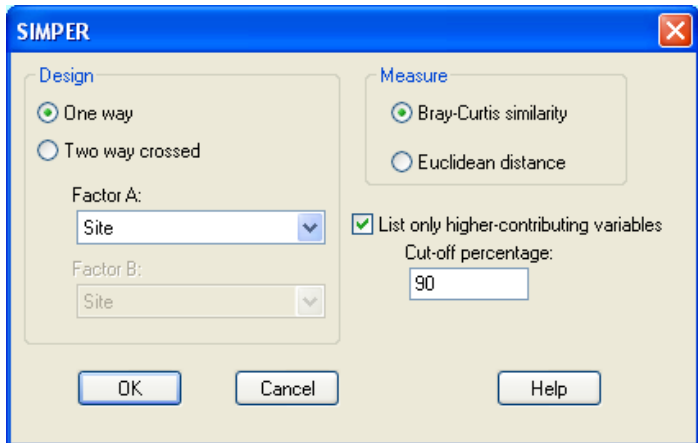 SIMPER
Design
One way
Two way crossed
Factor A:
Site
Factor B:
Site
Measure
Bray-Curtis similarity
Euclidean distance
List only higher-contributing variables
Cut-off percentage:
90
OK
Cancel
Help